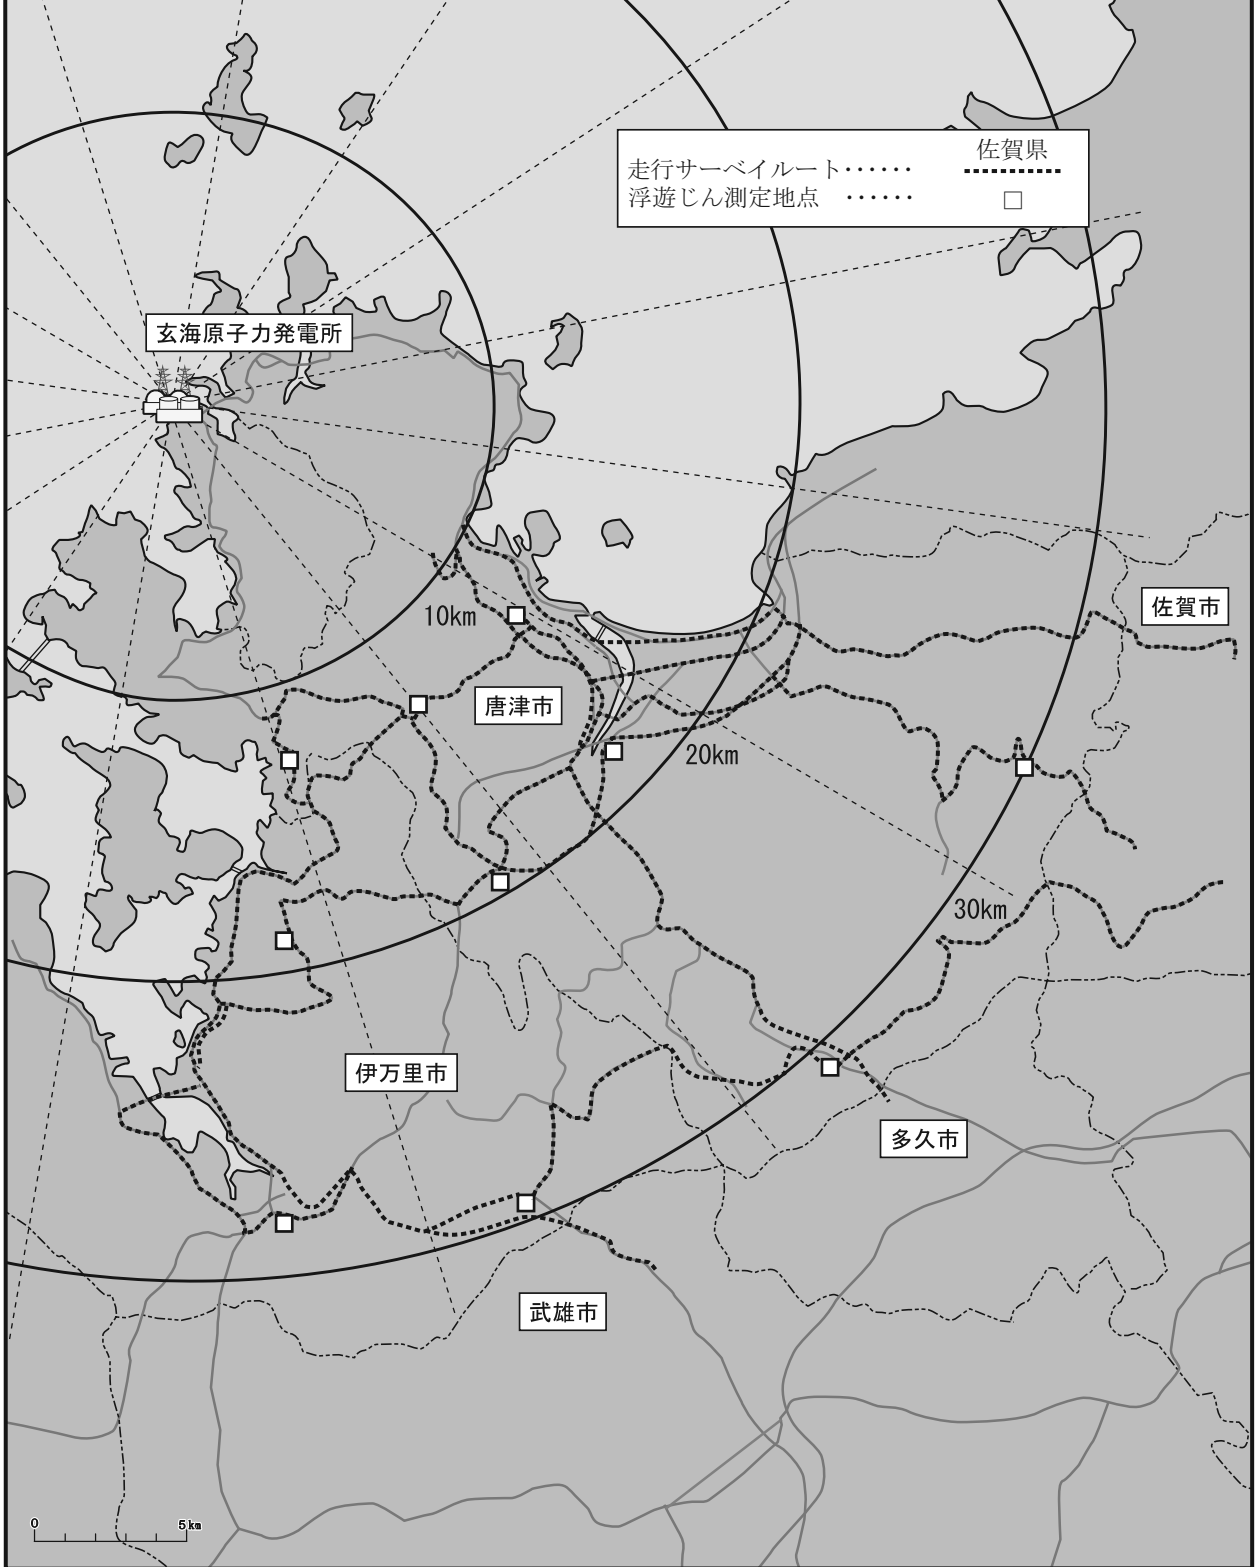 佐賀県
走行サーベイルート・・・・・・
浮遊じん測定地点 ・・・・・・ □
玄海原子力発電所
佐賀市
10km
唐津市
20km
30km
伊万里市
多久市
武雄市
0 5km